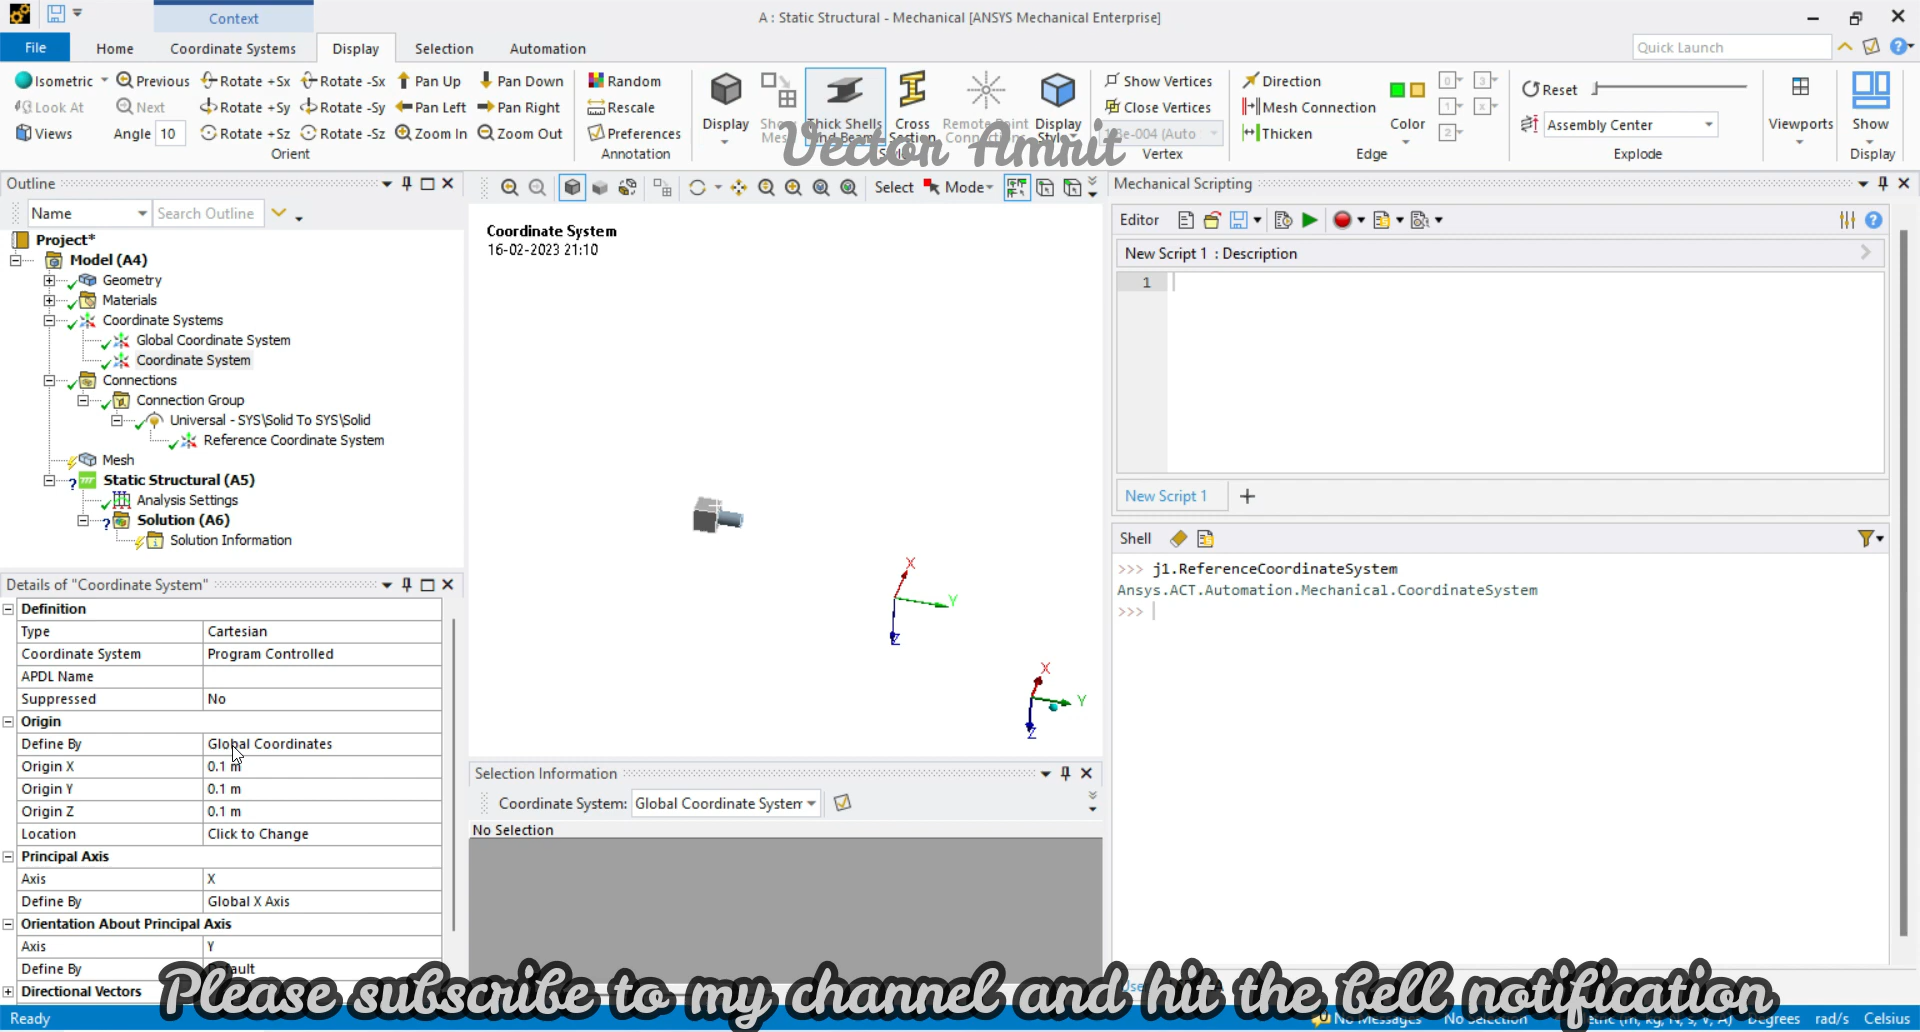 Context
A : Static Structural - Mechanical [ANSYS Mechanical Enterprise]
File Home Coordinate Systems Display Selection Automation
Quick Launch
Isometric Previous Rotate +Sx Rotate -Sx Pan Up Pan Down
Look At Next Rotate +Sy Rotate -Sy Pan Left Pan Right
Views Angle 10 Rotate +Sz Rotate -Sz Zoom In Zoom Out
Orient
Random
Rescale
Preferences
Annotation
Display
Thick Shells
Cross
Display
Show Vertices
Close Vertices
Vertex
Direction
Mesh Connection
Thicken
Color
Edge
Reset
Assembly Center
Explode
Viewports
Show
Display
Vector Amrit
Outline
Name Search Outline
Project*
Model (A4)
Geometry
Materials
Coordinate Systems
Global Coordinate System
Coordinate System
Connections
Connection Group
Universal - SYS\Solid To SYS\Solid
Reference Coordinate System
Mesh
Static Structural (A5)
Analysis Settings
Solution (A6)
Solution Information
Details of "Coordinate System"
Definition
Type Cartesian
Coordinate System Program Controlled
APDL Name
Suppressed No
Origin
Define By Global Coordinates
Origin X 0.1 m
Origin Y 0.1 m
Origin Z 0.1 m
Location Click to Change
Principal Axis
Axis X
Define By Global X Axis
Orientation About Principal Axis
Axis Y
Define By
Directional Vectors
Select Mode
Coordinate System
16-02-2023 21:10
X
Y
Z
X
Y
Z
Selection Information
Coordinate System: Global Coordinate System
No Selection
Mechanical Scripting
Editor
New Script 1 : Description
1
New Script 1 +
Shell
>>> j1.ReferenceCoordinateSystem
Ansys.ACT.Automation.Mechanical.CoordinateSystem
>>>
Please subscribe to my channel and hit the bell notification
Ready
No Messages No Selection Degrees rad/s Celsius